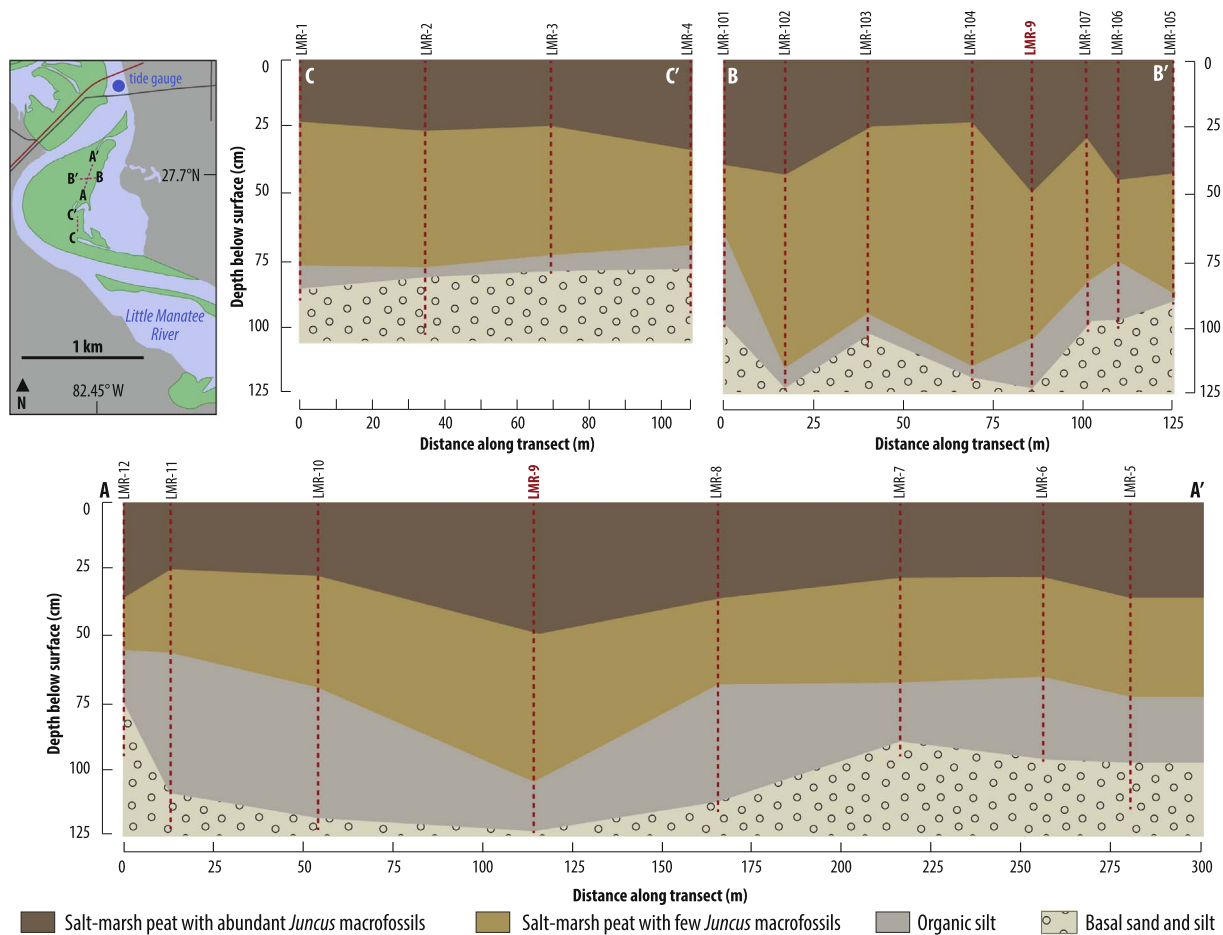 tide gauge
A'
B'
B
A
C'
C
27.7°N
Little Manatee
River
1 km
N
82.45° W
LMR-1
LMR-2
LMR-3
LMR-4
C
C'
Depth below surface (cm)
0
25
50
75
100
125
0
20
40
60
80
100
Distance along transect (m)
LMR-101
LMR-102
LMR-103
LMR-104
LMR-9
LMR-107
LMR-106
LMR-105
B
B'
0
25
50
75
100
125
0
25
50
75
100
125
Distance along transect (m)
A
LMR-12
LMR-11
LMR-10
LMR-9
LMR-8
LMR-7
LMR-6
LMR-5
A'
Depth below surface (cm)
0
25
50
75
100
125
0
25
50
75
100
125
150
175
200
225
250
275
300
Distance along transect (m)
Salt-marsh peat with abundant Juncus macrofossils
Salt-marsh peat with few Juncus macrofossils
Organic silt
Basal sand and silt